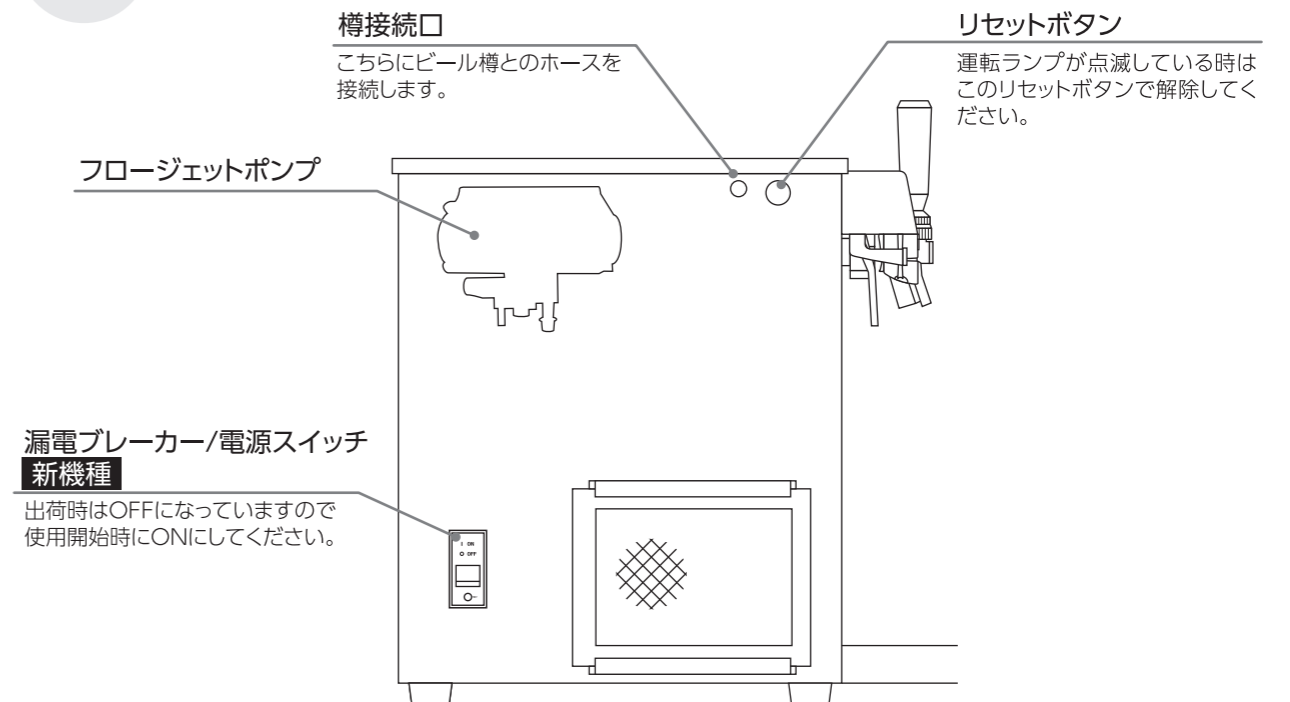 樽接続口
こちらにビール樽とのホースを
接続します。
リセットボタン
運転ランプが点滅している時は
このリセットボタンで解除してく
ださい。
フロージェットポンプ
漏電ブレーカー/電源スイッチ
新機種
出荷時はOFFになっていますので
使用開始時にONにしてください。
I ON
O OFF